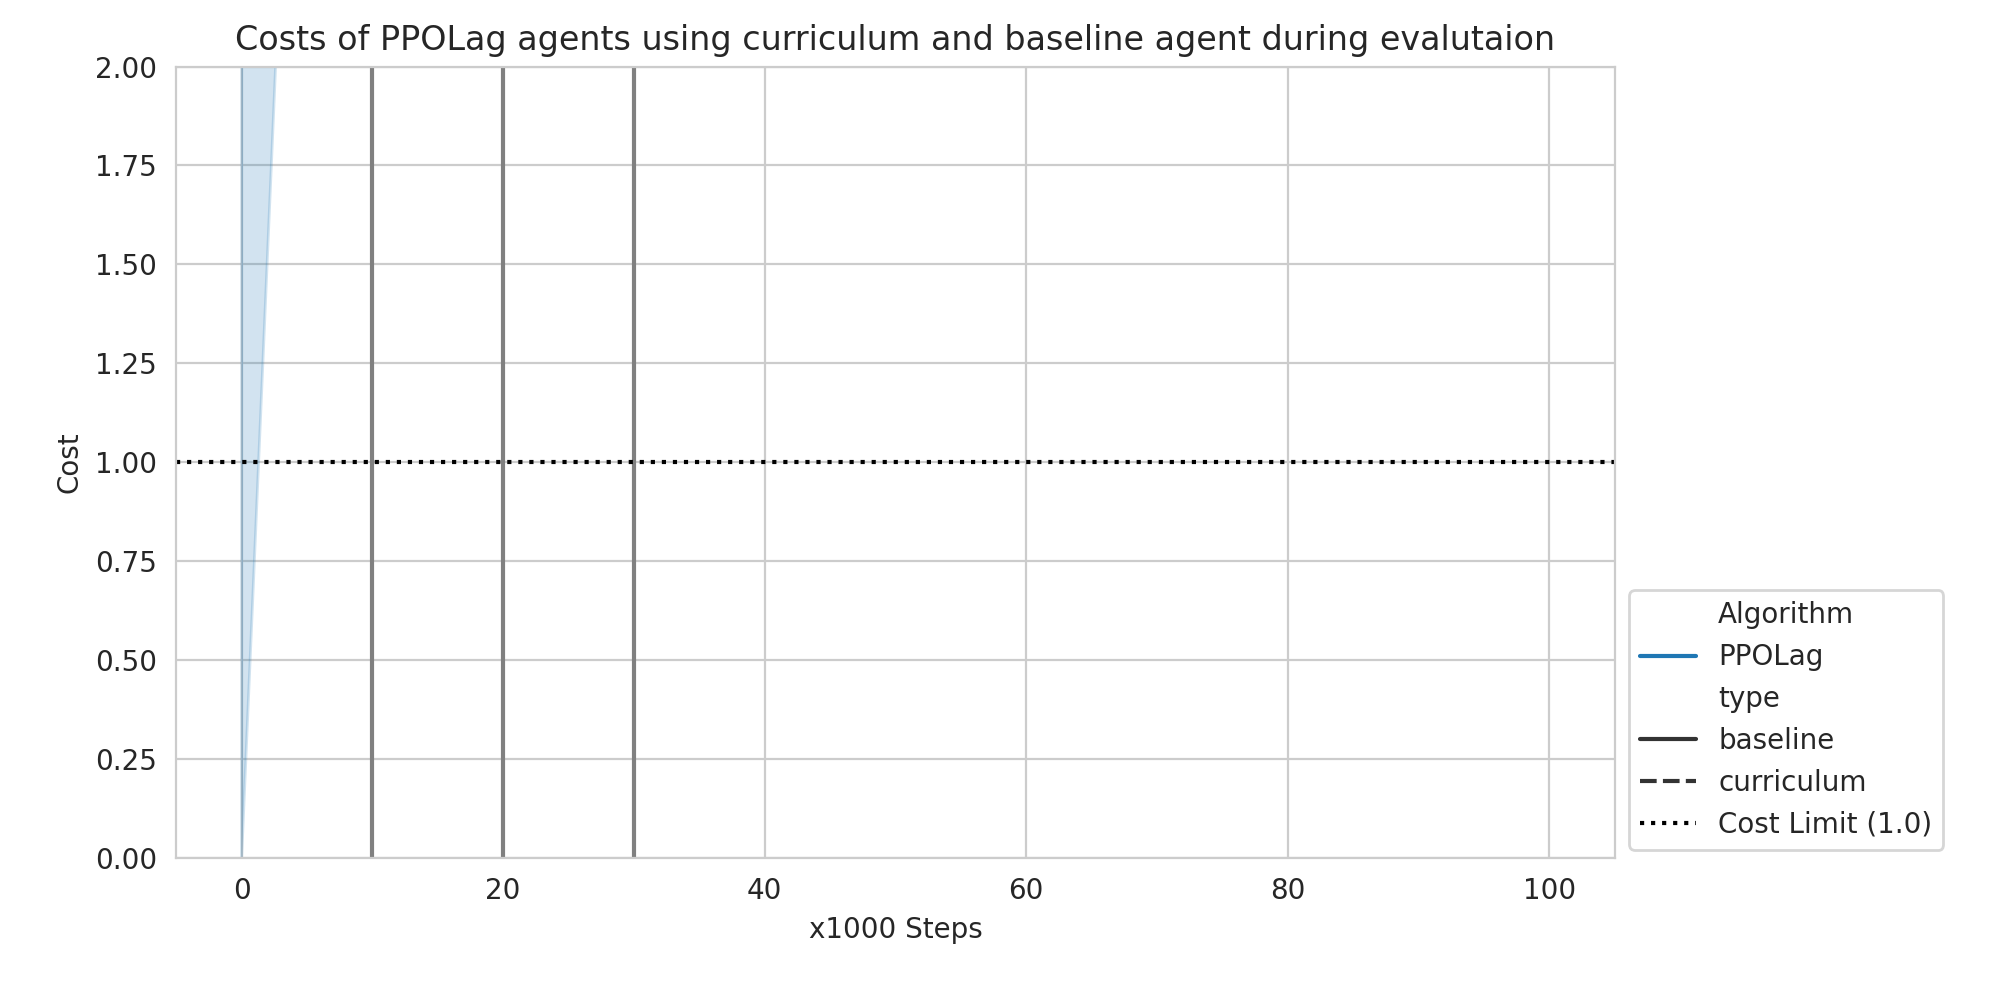 Costs of PPOLag agents using curriculum and baseline agent during evalutaion
2.00
1.75
1.50
1.25
1.00
0.75
0.50
0.25
0.00
Cost
0 20 40 60 80 100
x1000 Steps
Algorithm
PPOLag
type
baseline
curriculum
Cost Limit (1.0)